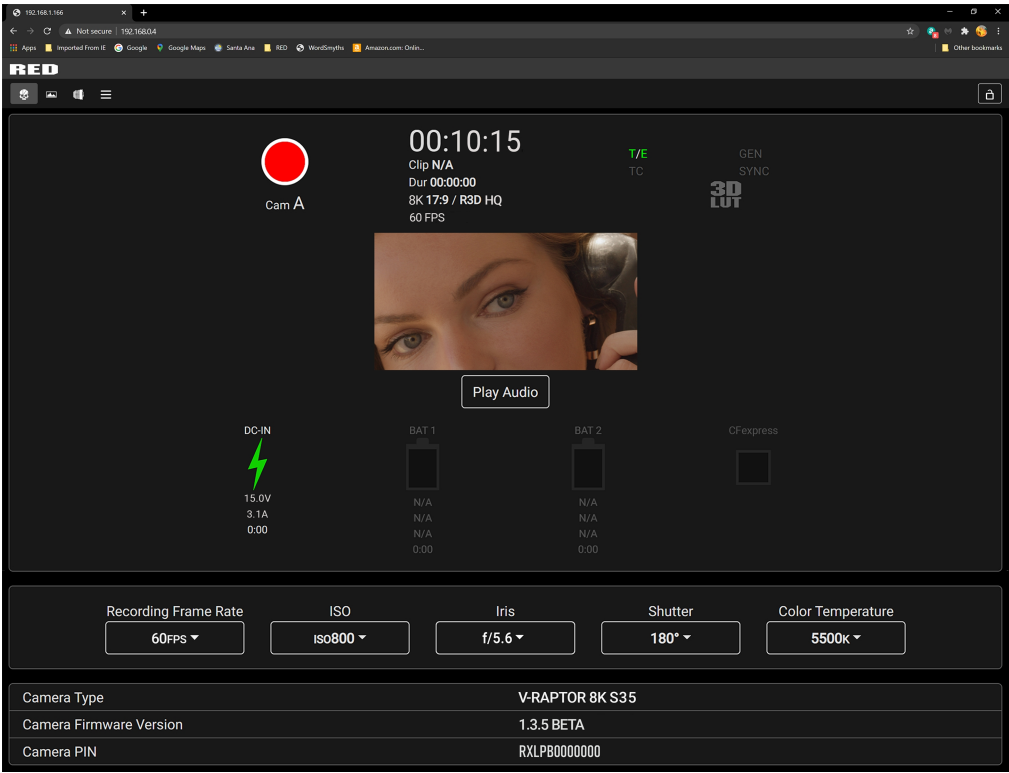 192.168.1.166
Not secure | 192.168.0.4
Apps Imported From IE Google Google Maps Santa Ana RED WordSmyths Amazon.com: Onlin... Other bookmarks
RED
00:10:15
Clip N/A
Dur 00:00:00
8K 17:9 / R3D HQ
60 FPS
Cam A
T/E
TC
GEN
SYNC
3D
LUT
Play Audio
DC-IN
15.0V
3.1A
0:00
BAT 1
N/A
N/A
N/A
0:00
BAT 2
N/A
N/A
N/A
0:00
CFexpress
Recording Frame Rate
60FPS
ISO
ISO800
Iris
f/5.6
Shutter
180°
Color Temperature
5500K
Camera Type V-RAPTOR 8K S35
Camera Firmware Version 1.3.5 BETA
Camera PIN RXLPB0000000